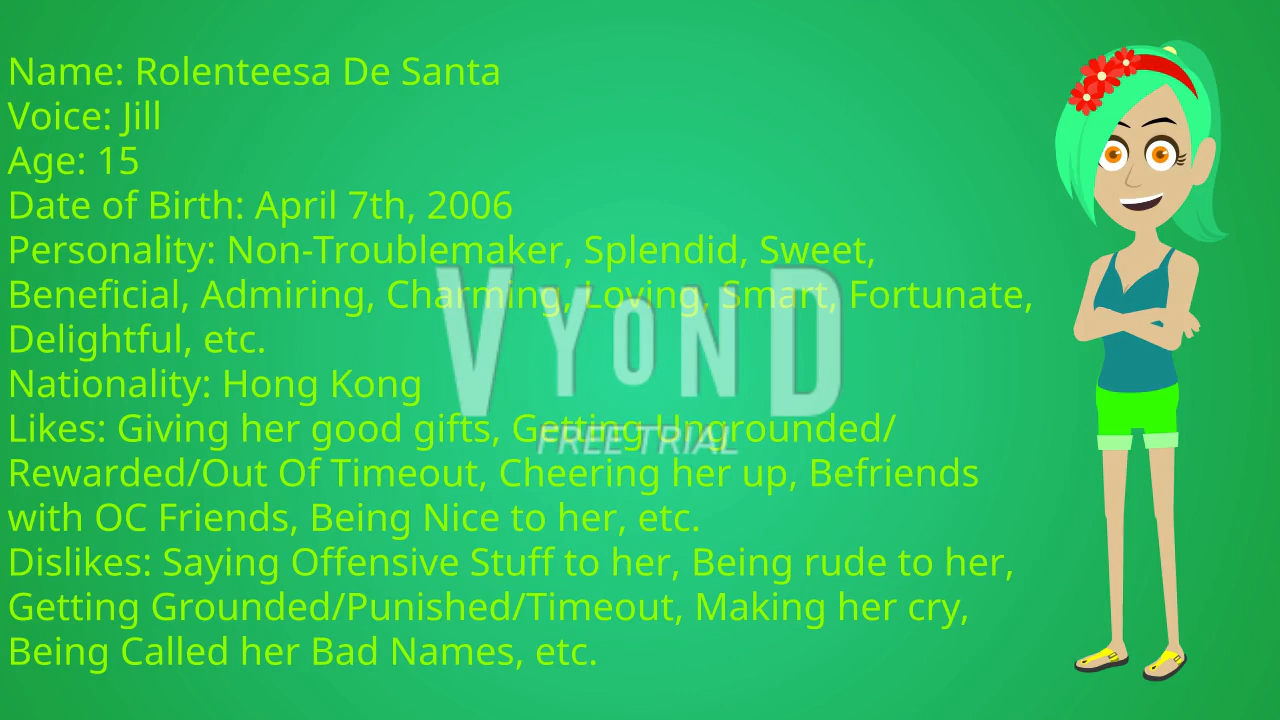 Name: Rolenteesa De Santa
Voice: Jill
Age: 15
Date of Birth: April 7th, 2006
Personality: Non-Troublemaker, Splendid, Sweet,
Beneficial, Admiring, Charming, Loving, Smart, Fortunate,
Delightful, etc.
Nationality: Hong Kong
Likes: Giving her good gifts, Getting Ungrounded/
Rewarded/Out Of Timeout, Cheering her up, Befriends
with OC Friends, Being Nice to her, etc.
Dislikes: Saying Offensive Stuff to her, Being rude to her,
Getting Grounded/Punished/Timeout, Making her cry,
Being Called her Bad Names, etc.
VYOND
FREE TRIAL